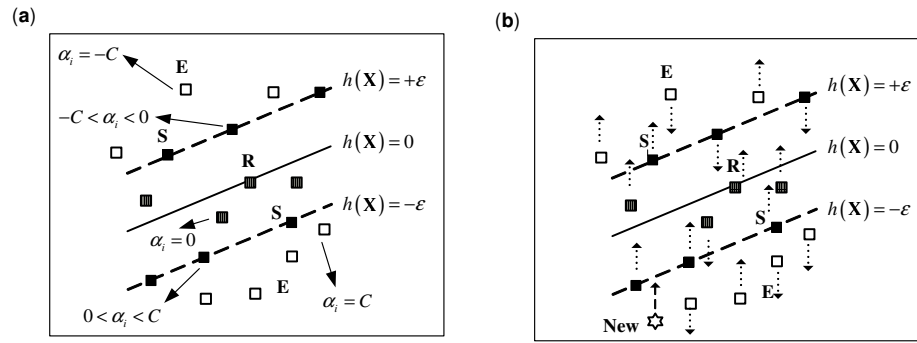 (a)
α_i = −C
E
h(X) = +ε
−C < α_i < 0
S
h(X) = 0
R
S
h(X) = −ε
α_i = 0
E
α_i = C
0 < α_i < C
(b)
E
h(X) = +ε
S
h(X) = 0
R
S
h(X) = −ε
E
New